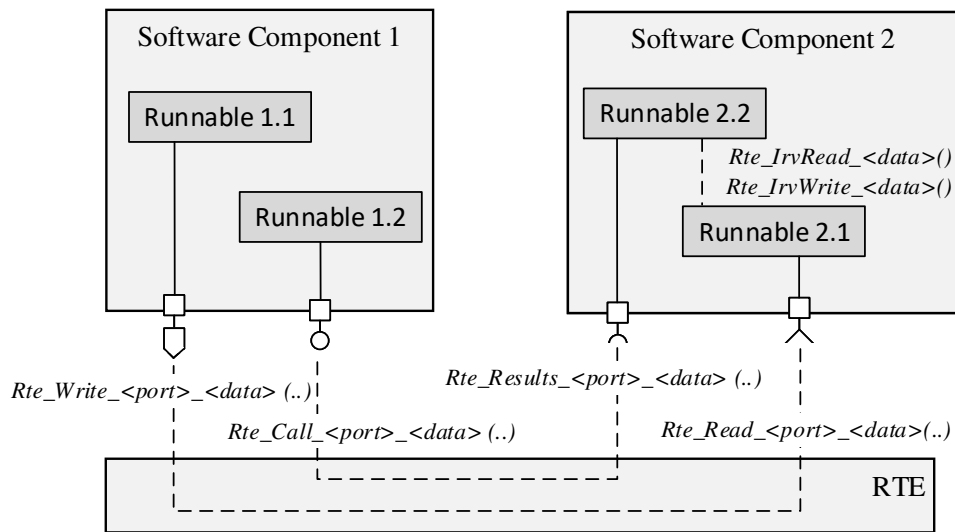 Software Component 1
Software Component 2
Runnable 1.1
Runnable 2.2
Rte_IrvRead_<data>()
Rte_IrvWrite_<data>()
Runnable 1.2
Runnable 2.1
Rte_Write_<port>_<data> (..)
Rte_Results_<port>_<data> (..)
Rte_Call_<port>_<data> (..)
Rte_Read_<port>_<data>(..)
RTE